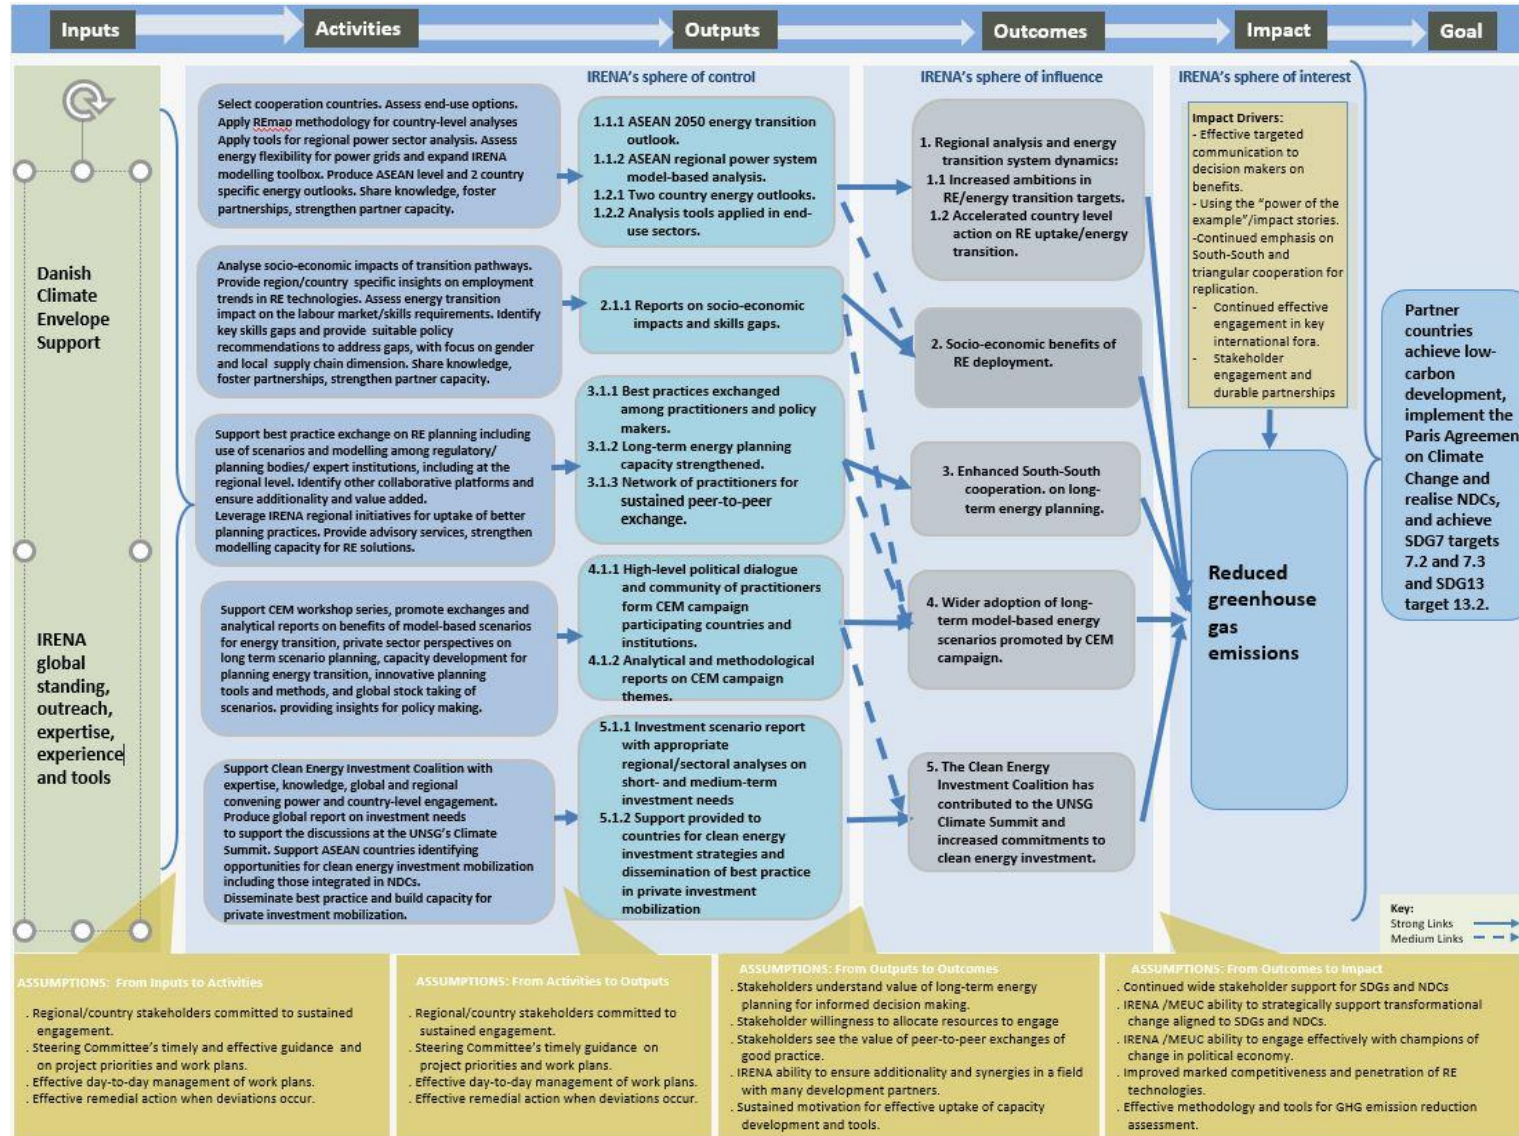 Inputs
Activities
Outputs
Outcomes
Impact
Goal
IRENA's sphere of control
IRENA's sphere of influence
IRENA's sphere of interest
Danish
Climate
Envelope
Support
IRENA
global
standing,
outreach,
expertise,
experience
and tools
Select cooperation countries. Assess end-use options.
Apply REmap methodology for country-level analyses
Apply tools for regional power sector analysis. Assess
energy flexibility for power grids and expand IRENA
modelling toolbox. Produce ASEAN level and 2 country
specific energy outlooks. Share knowledge, foster
partnerships, strengthen partner capacity.
Analyse socio-economic impacts of transition pathways.
Provide region/country specific insights on employment
trends in RE technologies. Assess energy transition
impact on the labour market/skills requirements. Identify
key skills gaps and provide suitable policy
recommendations to address gaps, with focus on gender
and local supply chain dimension. Share knowledge,
foster partnerships, strengthen partner capacity.
Support best practice exchange on RE planning including
use of scenarios and modelling among regulatory/
planning bodies/ expert institutions, including at the
regional level. Identify other collaborative platforms and
ensure additionality and value added.
Leverage IRENA regional initiatives for uptake of better
planning practices. Provide advisory services, strengthen
modelling capacity for RE solutions.
Support CEM workshop series, promote exchanges and
analytical reports on benefits of model-based scenarios
for energy transition, private sector perspectives on
long term scenario planning, capacity development for
planning energy transition, innovative planning
tools and methods, and global stock taking of
scenarios. providing insights for policy making.
Support Clean Energy Investment Coalition with
expertise, knowledge, global and regional
convening power and country-level engagement.
Produce global report on investment needs
to support the discussions at the UNSG's Climate
Summit. Support ASEAN countries identifying
opportunities for clean energy investment mobilization
including those integrated in NDCs.
Disseminate best practice and build capacity for
private investment mobilization.
1.1.1 ASEAN 2050 energy transition
outlook.
1.1.2 ASEAN regional power system
model-based analysis.
1.2.1 Two country energy outlooks.
1.2.2 Analysis tools applied in end-
use sectors.
2.1.1 Reports on socio-economic
impacts and skills gaps.
3.1.1 Best practices exchanged
among practitioners and policy
makers.
3.1.2 Long-term energy planning
capacity strengthened.
3.1.3 Network of practitioners for
sustained peer-to-peer
exchange.
4.1.1 High-level political dialogue
and community of practitioners
form CEM campaign
participating countries and
institutions.
4.1.2 Analytical and methodological
reports on CEM campaign
themes.
5.1.1 Investment scenario report
with appropriate
regional/sectoral analyses on
short- and medium-term
investment needs
5.1.2 Support provided to
countries for clean energy
investment strategies and
dissemination of best practice
in private investment
mobilization
1. Regional analysis and energy
transition system dynamics:
1.1 Increased ambitions in
RE/energy transition targets.
1.2 Accelerated country level
action on RE uptake/energy
transition.
2. Socio-economic benefits of
RE deployment.
3. Enhanced South-South
cooperation. on long-
term energy planning.
4. Wider adoption of long-
term model-based energy
scenarios promoted by CEM
campaign.
5. The Clean Energy
Investment Coalition has
contributed to the UNSG
Climate Summit and
increased commitments to
clean energy investment.
Impact Drivers:
- Effective targeted
communication to
decision makers on
benefits.
- Using the "power of the
example"/impact stories.
-Continued emphasis on
South-South and
triangular cooperation for
replication.
- Continued effective
engagement in key
international fora.
- Stakeholder
engagement and
durable partnerships
Reduced
greenhouse
gas
emissions
Partner
countries
achieve low-
carbon
development,
implement the
Paris Agreemen
on Climate
Change and
realise NDCs,
and achieve
SDG7 targets
7.2 and 7.3
and SDG13
target 13.2.
Key:
Strong Links
Medium Links
ASSUMPTIONS: From Inputs to Activities
. Regional/country stakeholders committed to sustained
engagement.
. Steering Committee's timely and effective guidance and
on project priorities and work plans.
. Effective day-to-day management of work plans.
. Effective remedial action when deviations occur.
ASSUMPTIONS: From Activities to Outputs
. Regional/country stakeholders committed to
sustained engagement.
. Steering Committee's timely guidance on
project priorities and work plans.
. Effective day-to-day management of work plans.
. Effective remedial action when deviations occur.
ASSUMPTIONS: From Outputs to Outcomes
. Stakeholders understand value of long-term energy
planning for informed decision making.
. Stakeholder willingness to allocate resources to engage
. Stakeholders see the value of peer-to-peer exchanges of
good practice.
. IRENA ability to ensure additionality and synergies in a field
with many development partners.
. Sustained motivation for effective uptake of capacity
development and tools.
ASSUMPTIONS: From Outcomes to Impact
. Continued wide stakeholder support for SDGs and NDCs
. IRENA /MEUC ability to strategically support transformational
change aligned to SDGs and NDCs.
. IRENA /MEUC ability to engage effectively with champions of
change in political economy.
. Improved marked competitiveness and penetration of RE
technologies.
. Effective methodology and tools for GHG emission reduction
assessment.